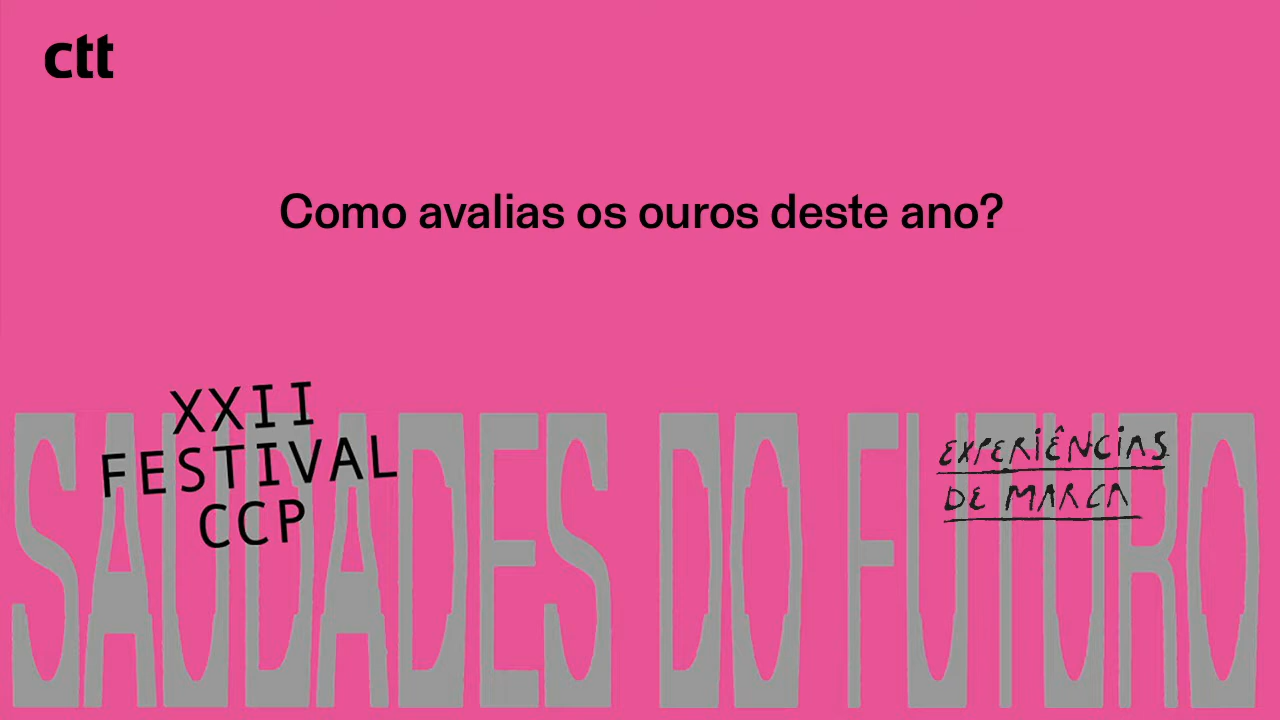 ctt
Como avalias os ouros deste ano?
XXII
FESTIVAL
CCP
SAUDADES DO FUTURO
EXPERIÊNCIAS
DE MARCA